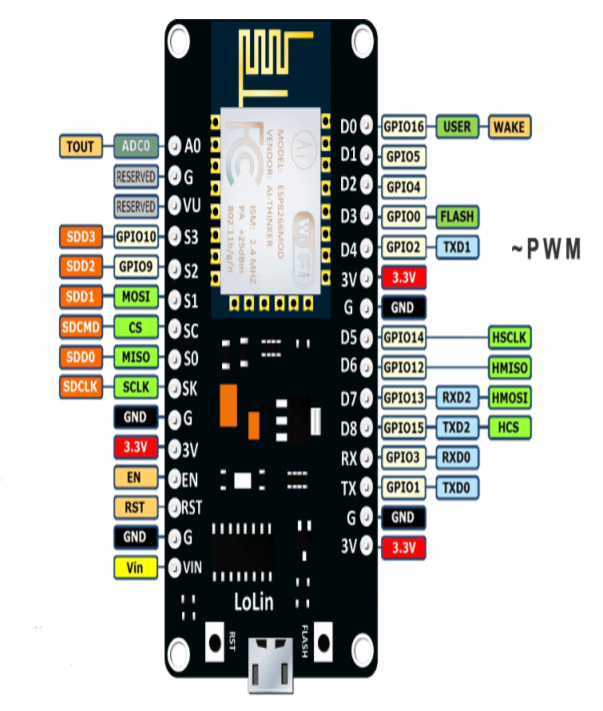 TOUT ADC0 A0
RESERVED G
RESERVED VU
SDD3 GPIO10 S3
SDD2 GPIO9 S2
SDD1 MOSI S1
SDCMD CS SC
SDD0 MISO S0
SDCLK SCLK SK
GND G
3.3V 3V
EN EN
RST RST
GND G
Vin VIN
MODEL: ESP8266MOD
VENDOR: AI-THINKER
ISM: 2.4 MHZ
PA +25dBm
802.11b/g/n
FCC
Ai
Wi Fi
D0 GPIO16 USER WAKE
D1 GPIO5
D2 GPIO4
D3 GPIO0 FLASH
D4 GPIO2 TXD1
3V 3.3V
G GND
D5 GPIO14 HSCLK
D6 GPIO12 HMISO
D7 GPIO13 RXD2 HMOSI
D8 GPIO15 TXD2 HCS
RX GPIO3 RXD0
TX GPIO1 TXD0
G GND
3V 3.3V
~PWM
LoLin
RST
FLASH